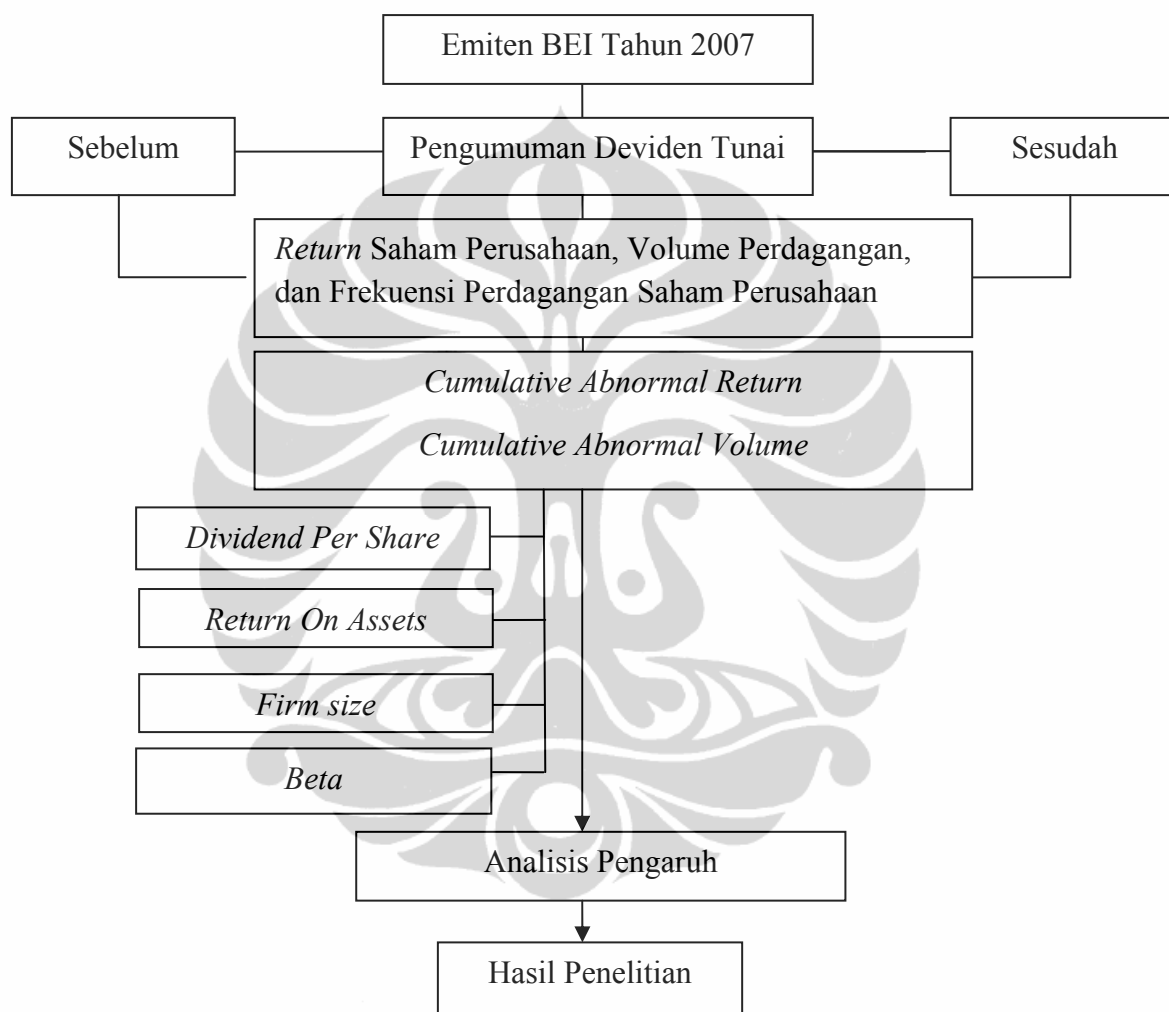 Emiten BEI Tahun 2007
Sebelum
Pengumuman Deviden Tunai
Sesudah
Return Saham Perusahaan, Volume Perdagangan,
dan Frekuensi Perdagangan Saham Perusahaan
Cumulative Abnormal Return
Cumulative Abnormal Volume
Dividend Per Share
Return On Assets
Firm size
Beta
Analisis Pengaruh
Hasil Penelitian